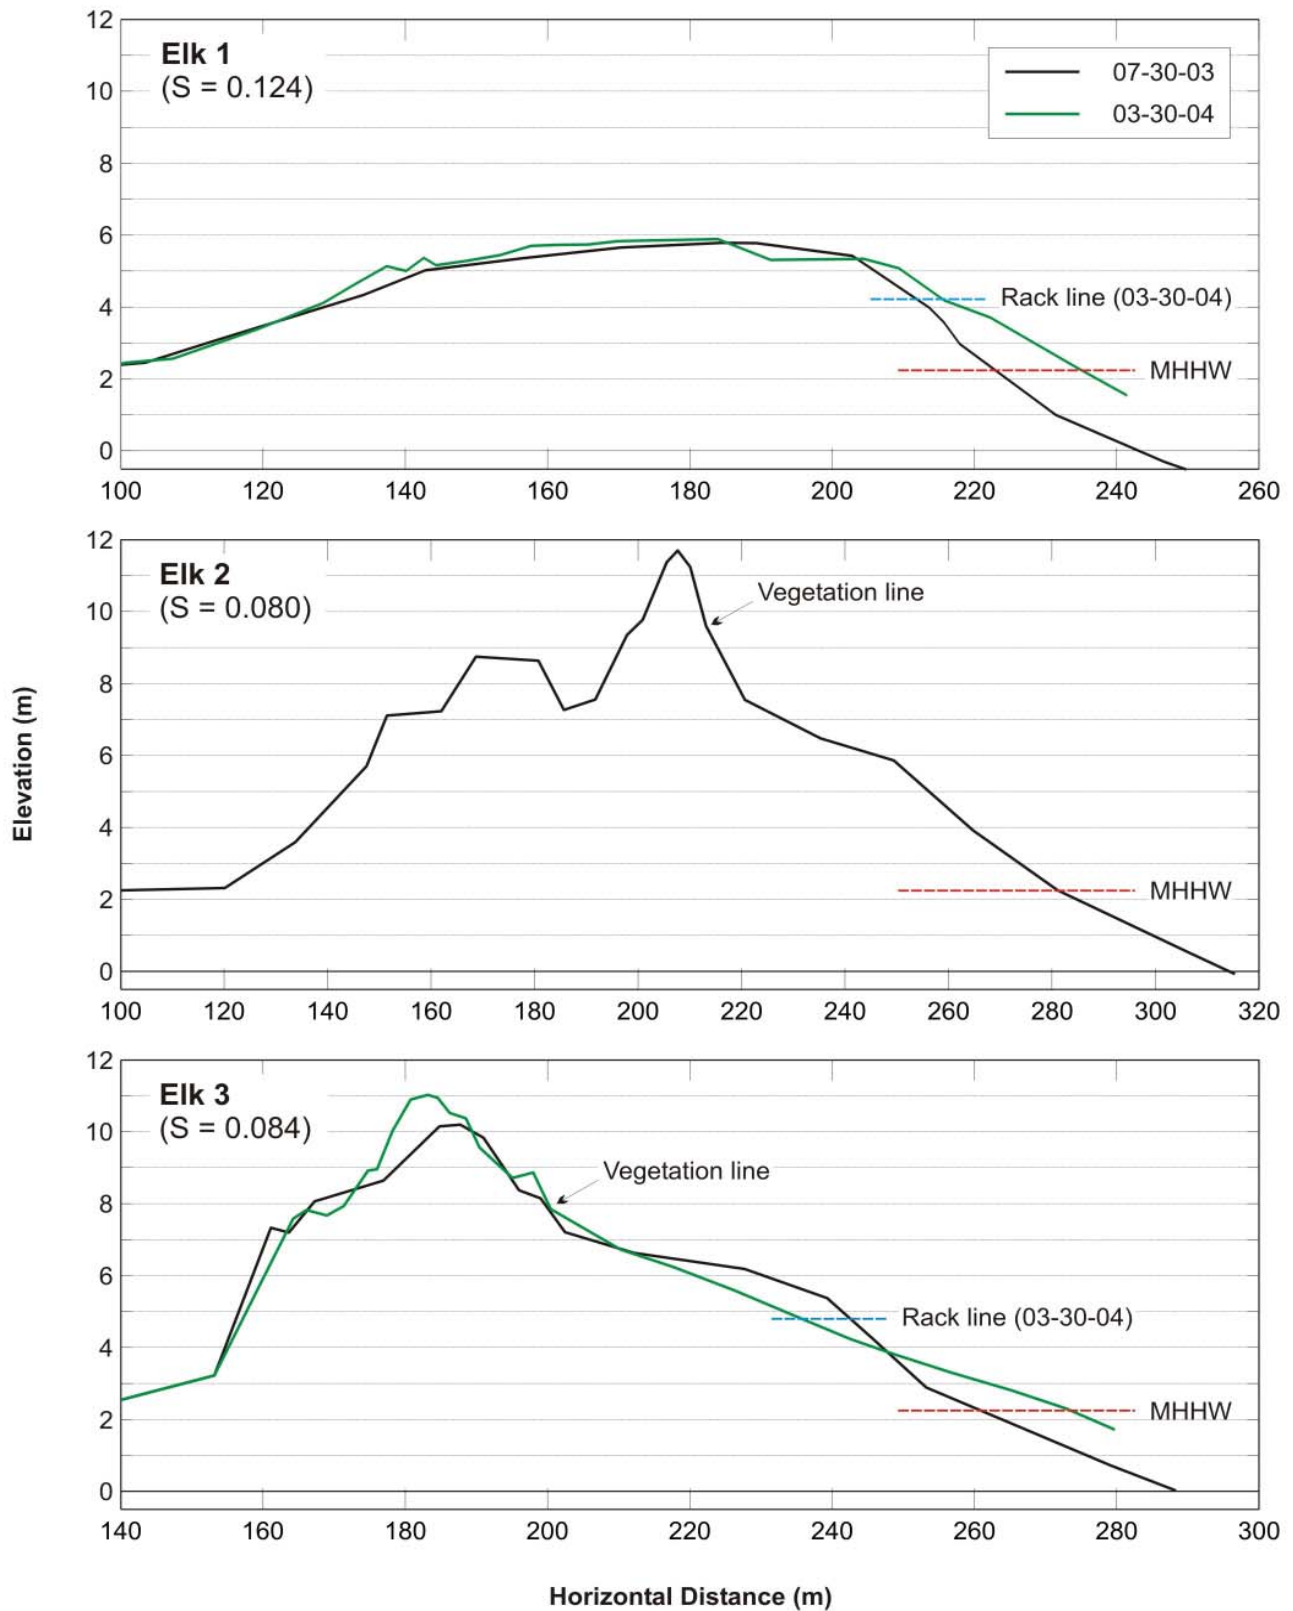 12
Elk 1
(S = 0.124)
07-30-03
03-30-04
10
8
6
4
Rack line (03-30-04)
MHHW
2
0
100 120 140 160 180 200 220 240 260
12
Elk 2
(S = 0.080)
Vegetation line
10
8
6
4
2
MHHW
0
100 120 140 160 180 200 220 240 260 280 300 320
Elevation (m)
12
Elk 3
(S = 0.084)
10
Vegetation line
8
6
Rack line (03-30-04)
4
MHHW
2
0
140 160 180 200 220 240 260 280 300
Horizontal Distance (m)